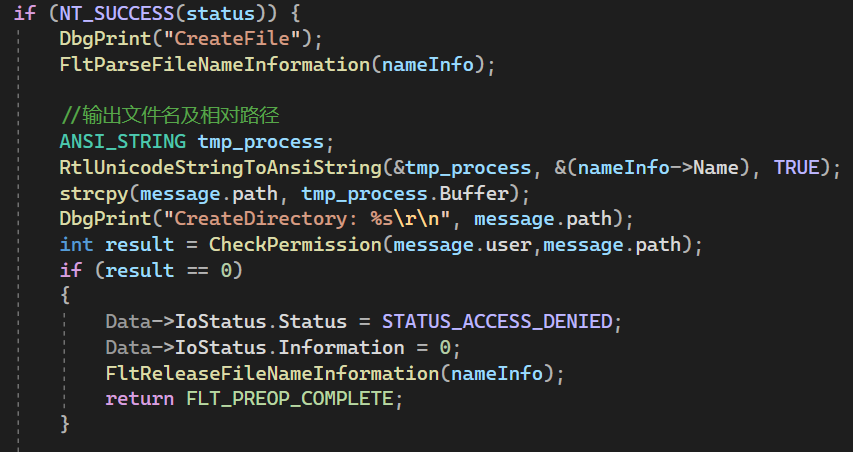 if (NT_SUCCESS(status)) {
DbgPrint("CreateFile");
FltParseFileNameInformation(nameInfo);
//输出文件名及相对路径
ANSI_STRING tmp_process;
RtlUnicodeStringToAnsiString(&tmp_process, &(nameInfo->Name), TRUE);
strcpy(message.path, tmp_process.Buffer);
DbgPrint("CreateDirectory: %s\r\n", message.path);
int result = CheckPermission(message.user,message.path);
if (result == 0)
{
Data->IoStatus.Status = STATUS_ACCESS_DENIED;
Data->IoStatus.Information = 0;
FltReleaseFileNameInformation(nameInfo);
return FLT_PREOP_COMPLETE;
}